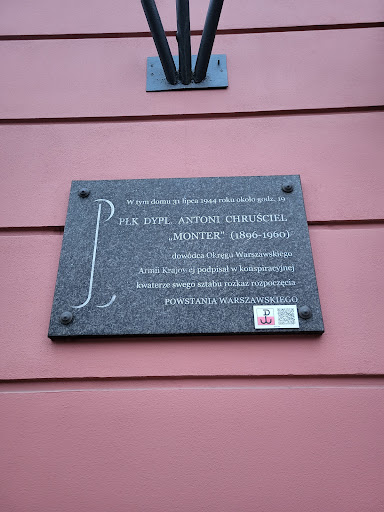 W tym domu 31 lipca 1944 roku około godz. 19
PŁK DYPL. ANTONI CHRUŚCIEL
„MONTER” (1896-1960)
dowódca Okręgu Warszawskiego
Armii Krajowej podpisał w konspiracyjnej
kwaterze swego sztabu rozkaz rozpoczęcia
POWSTANIA WARSZAWSKIEGO